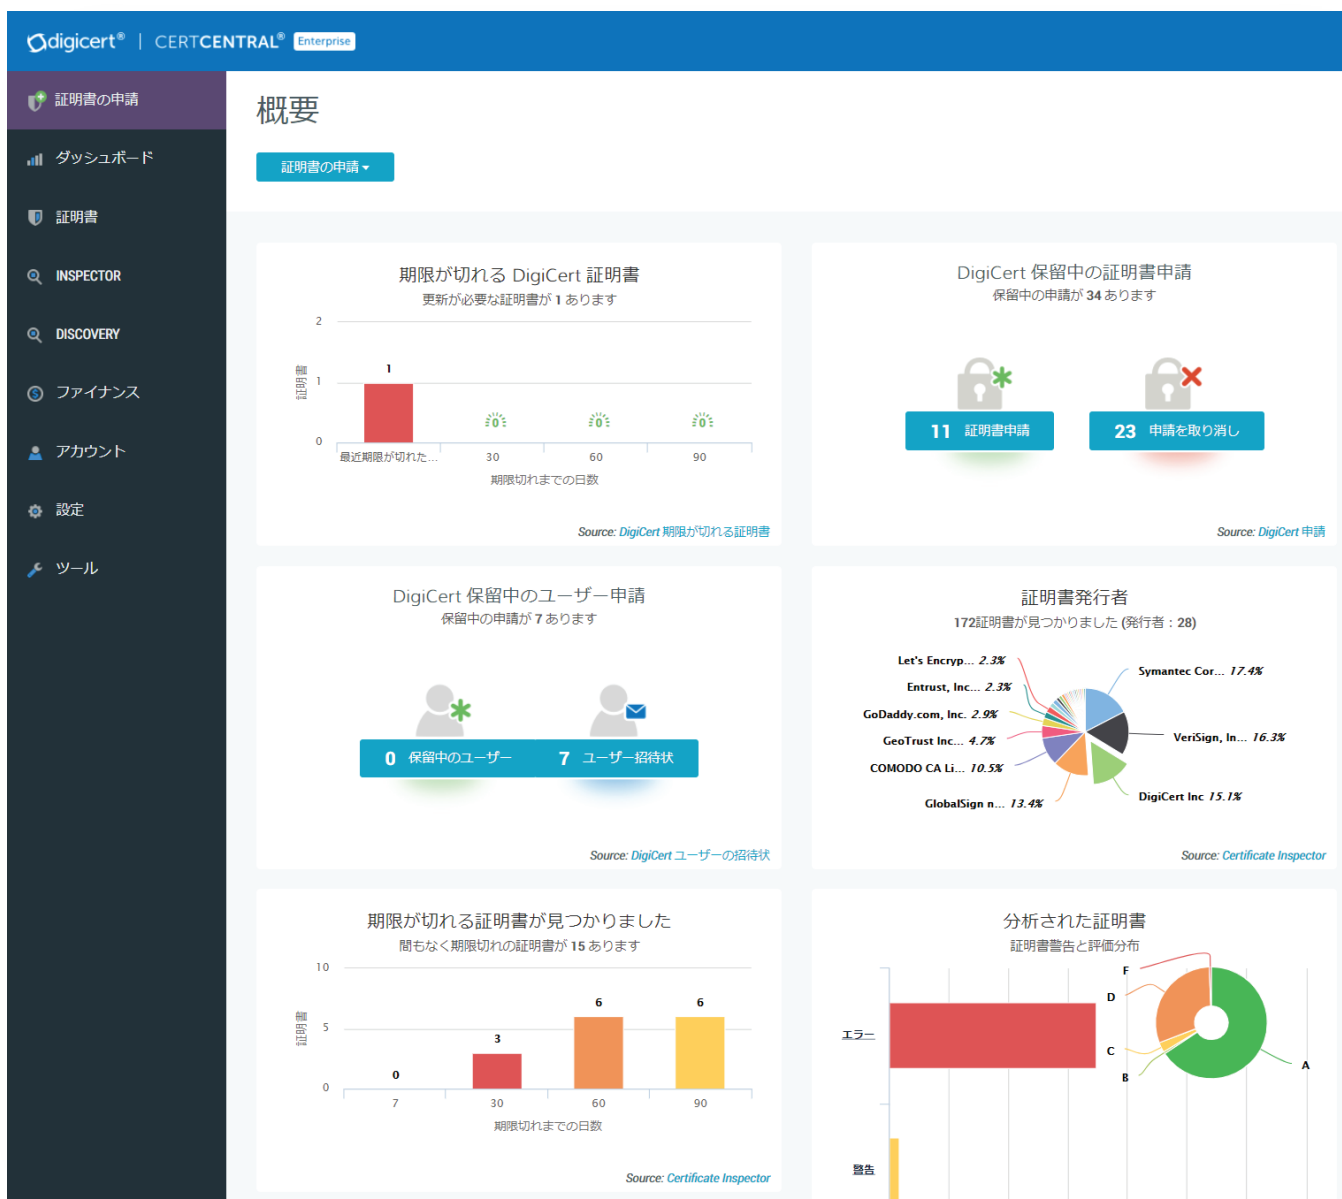 digicert® | CERTCENTRAL® Enterprise
証明書の申請
ダッシュボード
証明書
INSPECTOR
DISCOVERY
ファイナンス
アカウント
設定
ツール
概要
証明書の申請
期限が切れる DigiCert 証明書
更新が必要な証明書が 1 あります
2
1
0
証明書
1
0
0
0
最近期限が切れた...
30
60
90
期限切れまでの日数
Source: DigiCert 期限が切れる証明書
DigiCert 保留中の証明書申請
保留中の申請が 34 あります
11 証明書申請
23 申請を取り消し
Source: DigiCert 申請
DigiCert 保留中のユーザー申請
保留中の申請が 7 あります
0 保留中のユーザー
7 ユーザー招待状
Source: DigiCert ユーザーの招待状
証明書発行者
172証明書が見つかりました (発行者：28)
Let's Encryp... 2.3%
Entrust, Inc... 2.3%
GoDaddy.com, Inc. 2.9%
GeoTrust Inc... 4.7%
COMODO CA Li... 10.5%
GlobalSign n... 13.4%
Symantec Cor... 17.4%
VeriSign, In... 16.3%
DigiCert Inc 15.1%
Source: Certificate Inspector
期限が切れる証明書が見つかりました
間もなく期限切れの証明書が 15 あります
10
5
0
証明書
0
3
6
6
7
30
60
90
期限切れまでの日数
Source: Certificate Inspector
分析された証明書
証明書警告と評価分布
エラー
警告
F
D
C
B
A